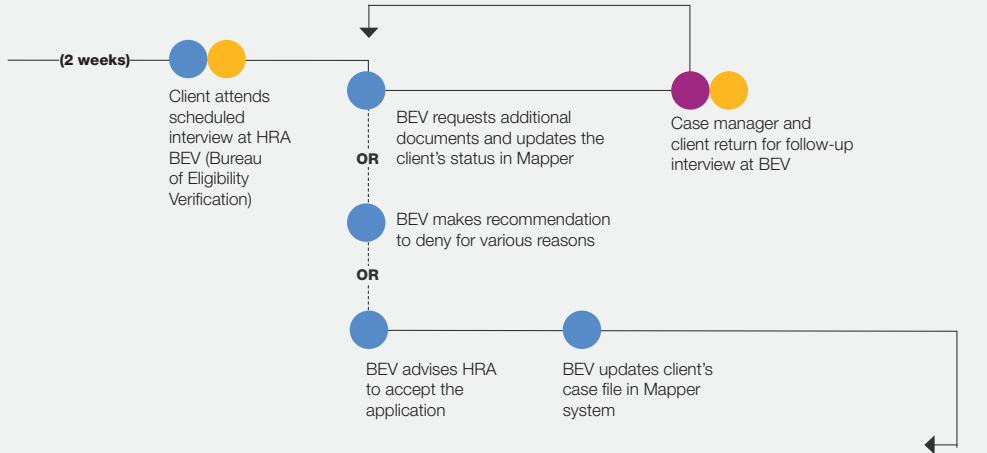 (2 weeks)
Client attends
scheduled
interview at HRA
BEV (Bureau
of Eligibility
Verification)
BEV requests additional
documents and updates the
client's status in Mapper
Case manager and
client return for follow-up
interview at BEV
OR
BEV makes recommendation
to deny for various reasons
OR
BEV advises HRA
to accept the
application
BEV updates client's
case file in Mapper
system